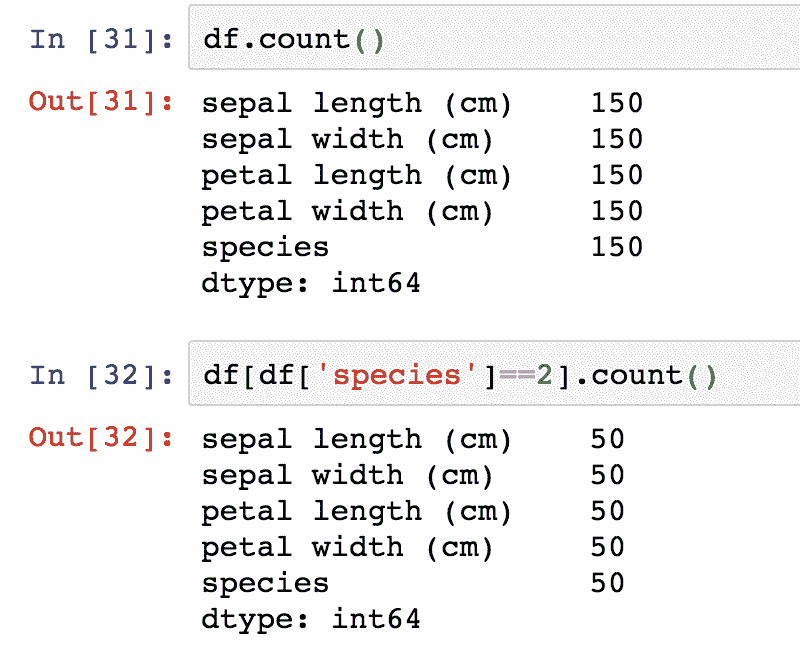 In [31]: df.count()
Out[31]: sepal length (cm) 150
sepal width (cm) 150
petal length (cm) 150
petal width (cm) 150
species 150
dtype: int64
In [32]: df[df['species']==2].count()
Out[32]: sepal length (cm) 50
sepal width (cm) 50
petal length (cm) 50
petal width (cm) 50
species 50
dtype: int64